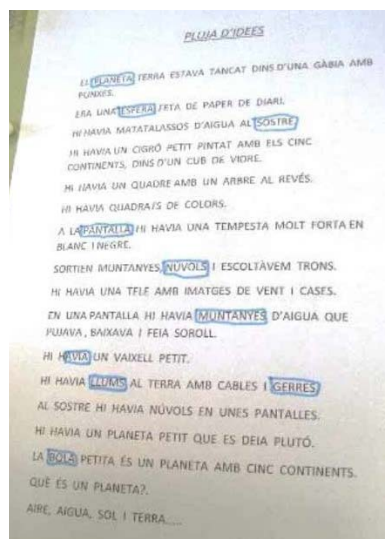 PLUJA D'IDEES
EL PLANETA TERRA ESTAVA TANCAT DINS D'UNA GÀBIA AMB
PUNXES.
ERA UNA ESFERA FETA DE PAPER DE DIARI.
HI HAVIA MATATALASSOS D'AIGUA AL SOSTRE.
HI HAVIA UN CIGRÓ PETIT PINTAT AMB ELS CINC
CONTINENTS, DINS D'UN CUB DE VIDRE.
HI HAVIA UN QUADRE AMB UN ARBRE AL REVÉS.
HI HAVIA QUADRATS DE COLORS.
A LA PANTALLA HI HAVIA UNA TEMPESTA MOLT FORTA EN
BLANC I NEGRE.
SORTIEN MUNTANYES, NÚVOLS I ESCOLTÀVEM TRONS.
HI HAVIA UNA TELE AMB IMATGES DE VENT I CASES.
EN UNA PANTALLA HI HAVIA MUNTANYES D'AIGUA QUE
PUJAVA, BAIXAVA I FEIA SOROLL.
HI HAVIA UN VAIXELL PETIT.
HI HAVIA LLUMS AL TERRA AMB CABLES I GERRES
AL SOSTRE HI HAVIA NÚVOLS EN UNES PANTALLES.
HI HAVIA UN PLANETA PETIT QUE ES DEIA PLUTÓ.
LA BOLA PETITA ÉS UN PLANETA AMB CINC CONTINENTS.
QUÈ ÉS UN PLANETA?.
AIRE, AIGUA, SOL I TERRA.....